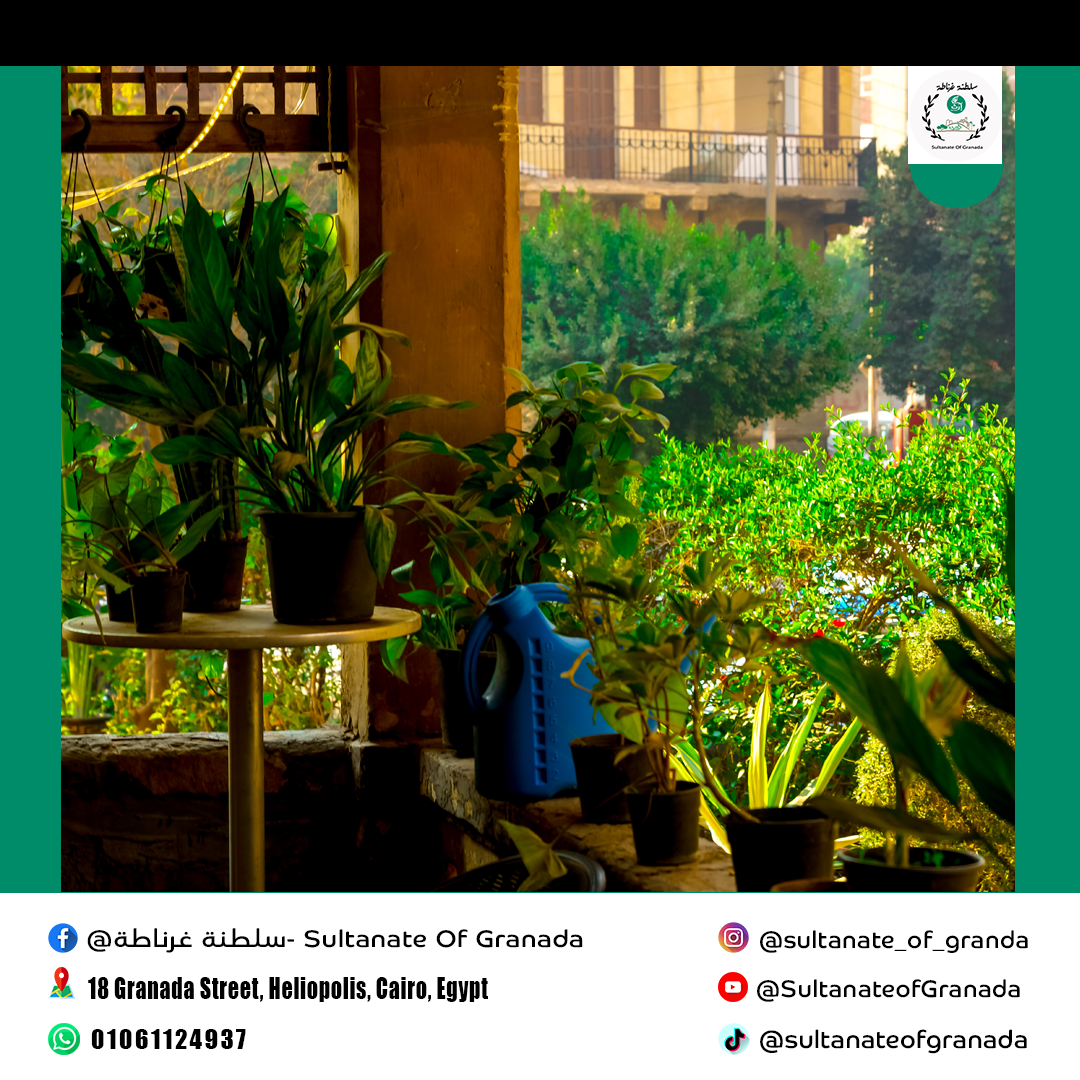 سلطنة غرناطة
Sultanate Of Granada
@سلطنة غرناطة- Sultanate Of Granada
18 Granada Street, Heliopolis, Cairo, Egypt
01061124937
@sultanate_of_granda
@SultanateofGranada
@sultanateofgranada